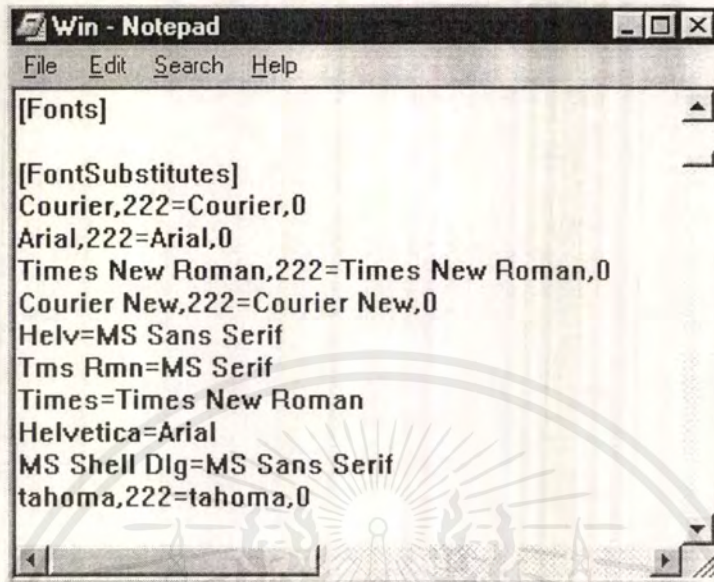 Win - Notepad
File Edit Search Help
[Fonts]
[FontSubstitutes]
Courier,222=Courier,0
Arial,222=Arial,0
Times New Roman,222=Times New Roman,0
Courier New,222=Courier New,0
Helv=MS Sans Serif
Tms Rmn=MS Serif
Times=Times New Roman
Helvetica=Arial
MS Shell Dlg=MS Sans Serif
tahoma,222=tahoma,0